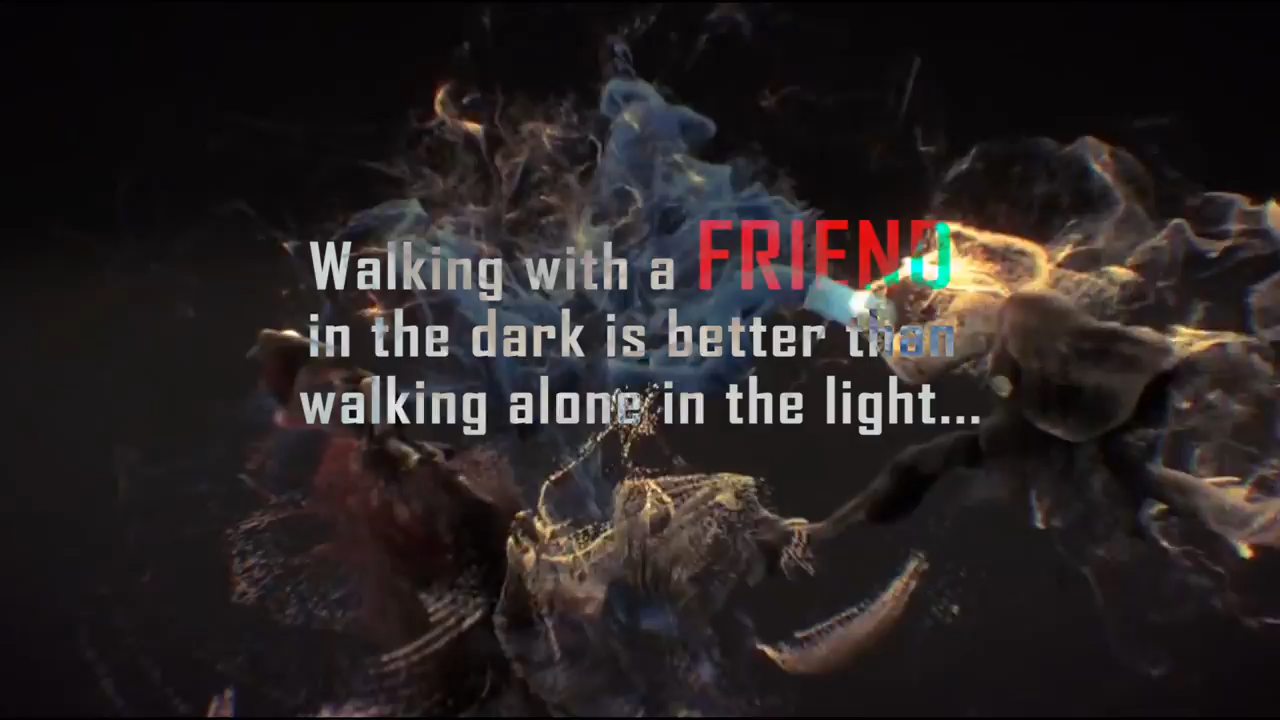 Walking with a FRIEND
in the dark is better than
walking alone in the light...